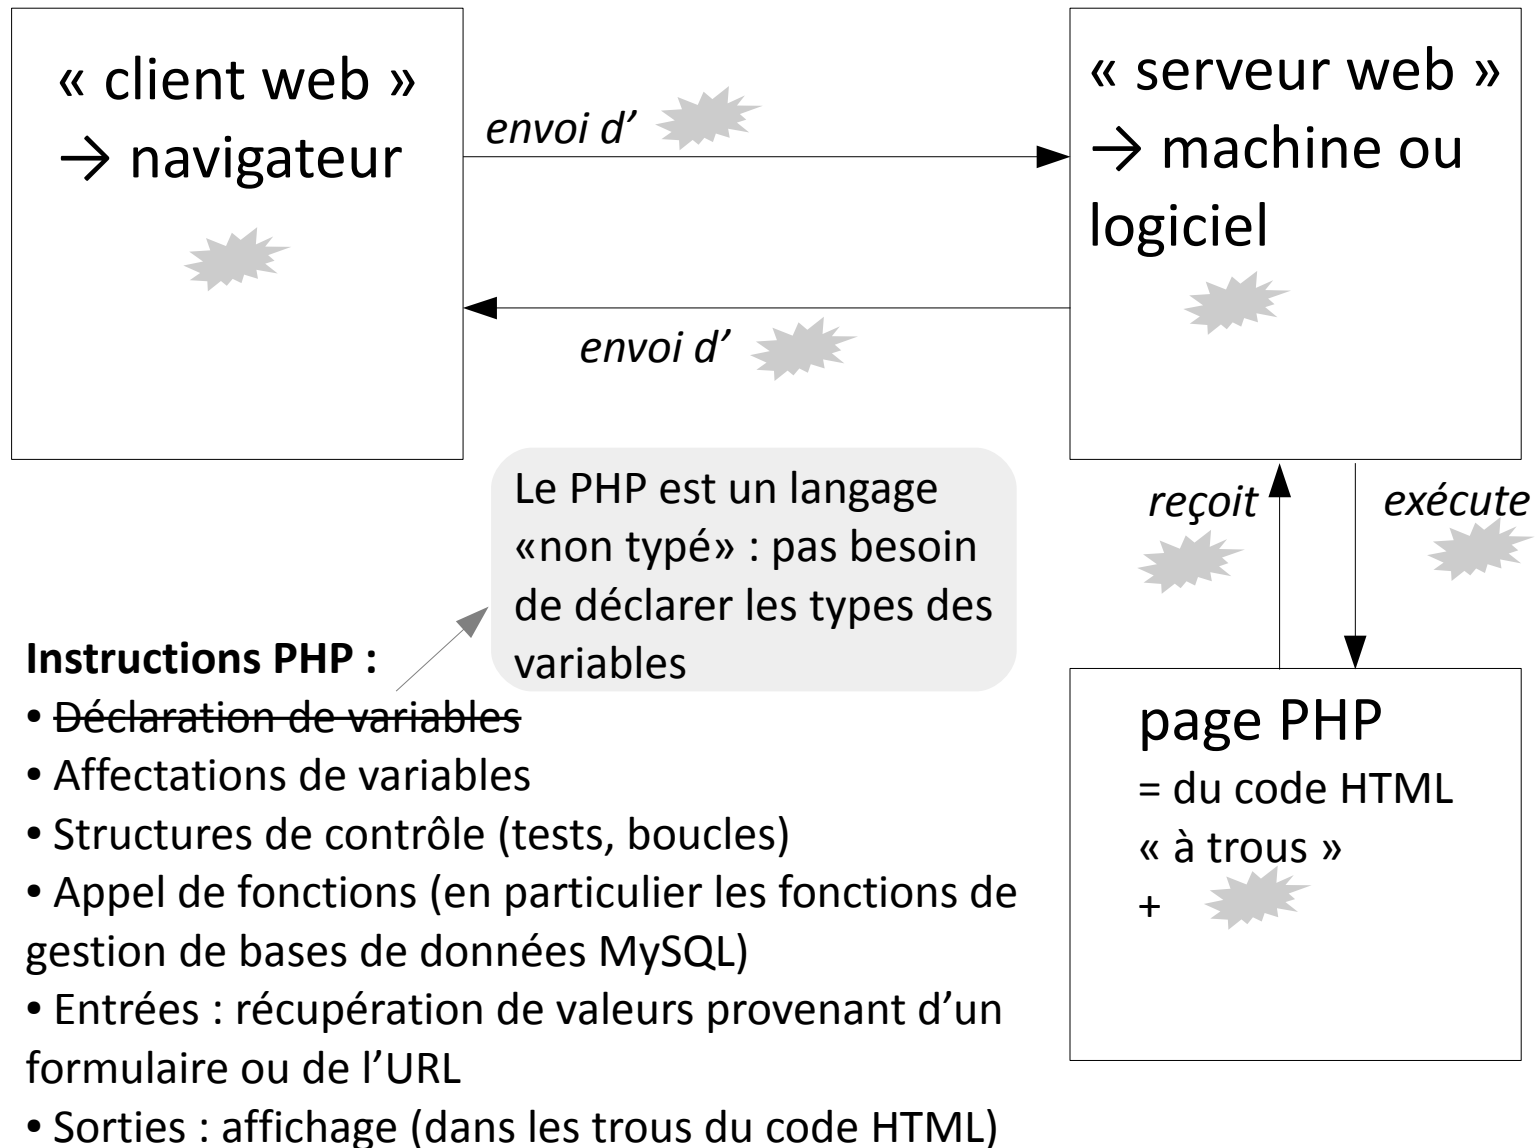 « client web »
→ navigateur
envoi d’
« serveur web »
→ machine ou
logiciel
envoi d’
Le PHP est un langage
«non typé» : pas besoin
de déclarer les types des
variables
reçoit
exécute
Instructions PHP :
• Déclaration de variables
• Affectations de variables
• Structures de contrôle (tests, boucles)
• Appel de fonctions (en particulier les fonctions de
gestion de bases de données MySQL)
• Entrées : récupération de valeurs provenant d’un
formulaire ou de l’URL
• Sorties : affichage (dans les trous du code HTML)
page PHP
= du code HTML
« à trous »
+